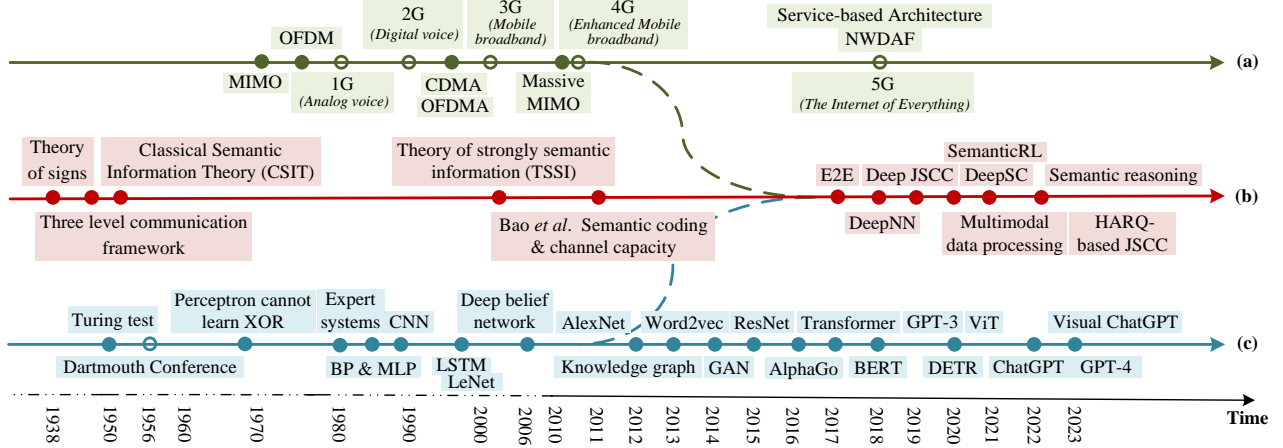 2G
(Digital voice)
3G
(Mobile
broadband)
4G
(Enhanced Mobile
broadband)
Service-based Architecture
NWDAF
OFDM
MIMO
1G
(Analog voice)
CDMA
OFDMA
Massive
MIMO
5G
(The Internet of Everything)
(a)
Theory
of signs
Classical Semantic
Information Theory (CSIT)
Theory of strongly semantic
information (TSSI)
SemanticRL
E2E
Deep JSCC
DeepSC
Semantic reasoning
(b)
Three level communication
framework
Bao et al. Semantic coding
& channel capacity
DeepNN
Multimodal
data processing
HARQ-
based JSCC
Turing test
Perceptron cannot
learn XOR
Expert
systems
CNN
Deep belief
network
AlexNet
Word2vec
ResNet
Transformer
GPT-3
ViT
Visual ChatGPT
(c)
Dartmouth Conference
BP & MLP
LSTM
LeNet
Knowledge graph
GAN
AlphaGo
BERT
DETR
ChatGPT
GPT-4
1938
1950
1956
1960
1970
1980
1990
2000
2006
2010
2011
2012
2013
2014
2015
2016
2017
2018
2019
2020
2021
2022
2023
Time